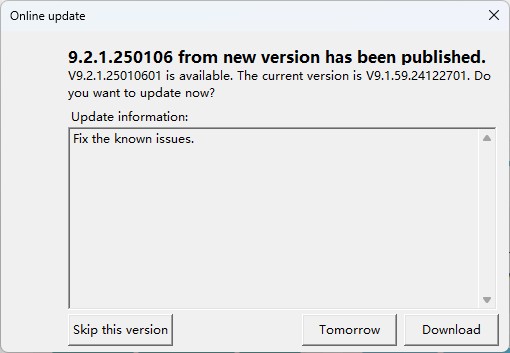 Online update
9.2.1.250106 from new version has been published.
V9.2.1.25010601 is available. The current version is V9.1.59.24122701. Do
you want to update now?
Update information:
Fix the known issues.
Skip this version
Tomorrow
Download